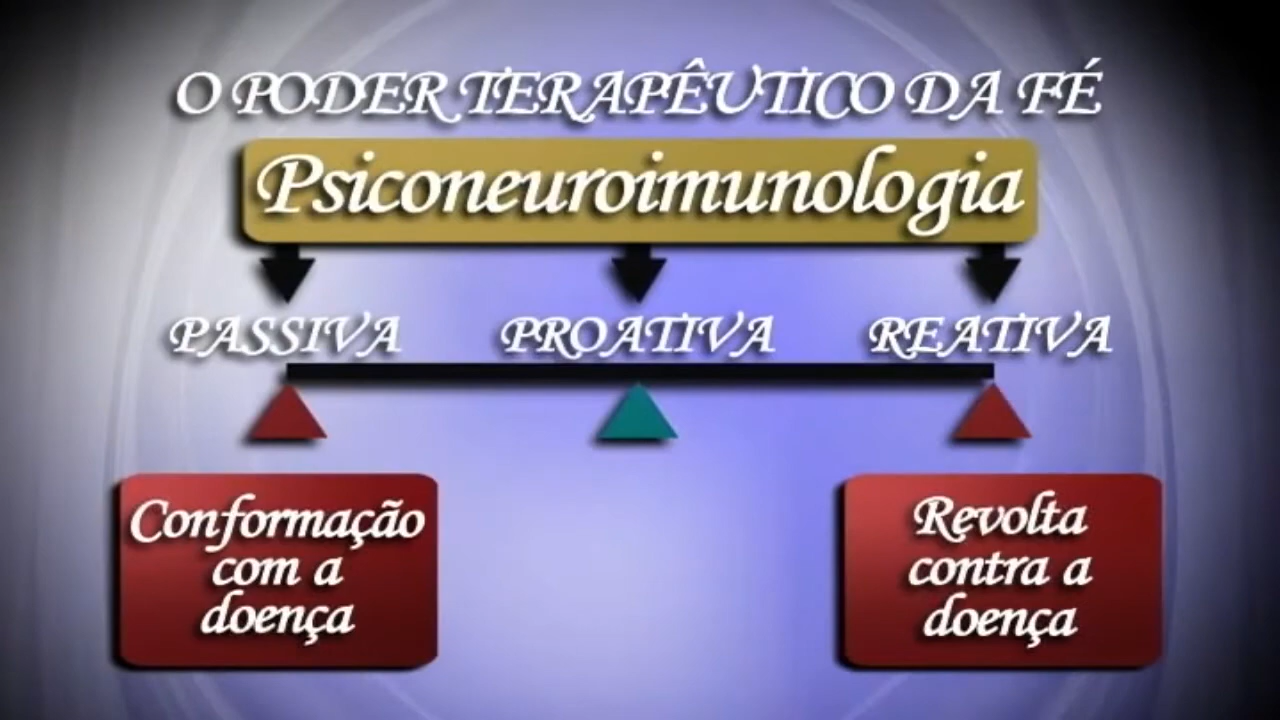 O PODER TERAPÊUTICO DA FÉ
Psiconeuroimunologia
PASSIVA PROATIVA REATIVA
Conformação
com a
doença
Revolta
contra a
doença